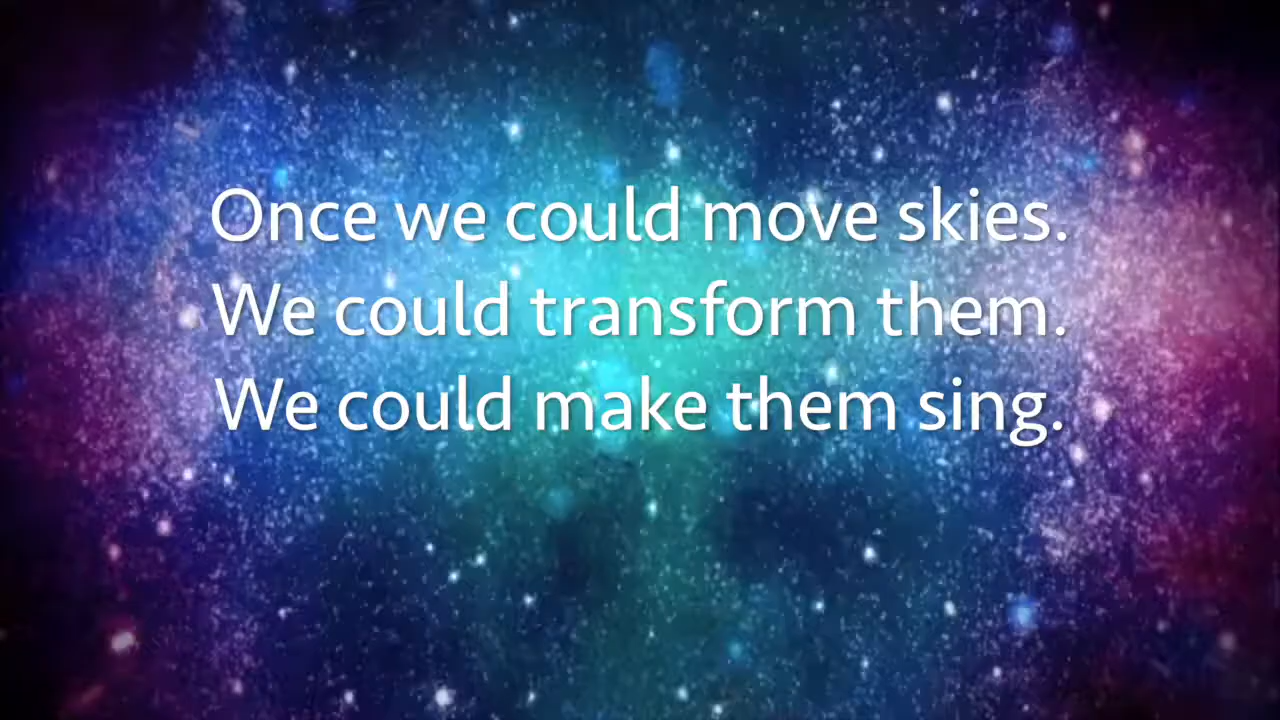 Once we could move skies.
We could transform them.
We could make them sing.